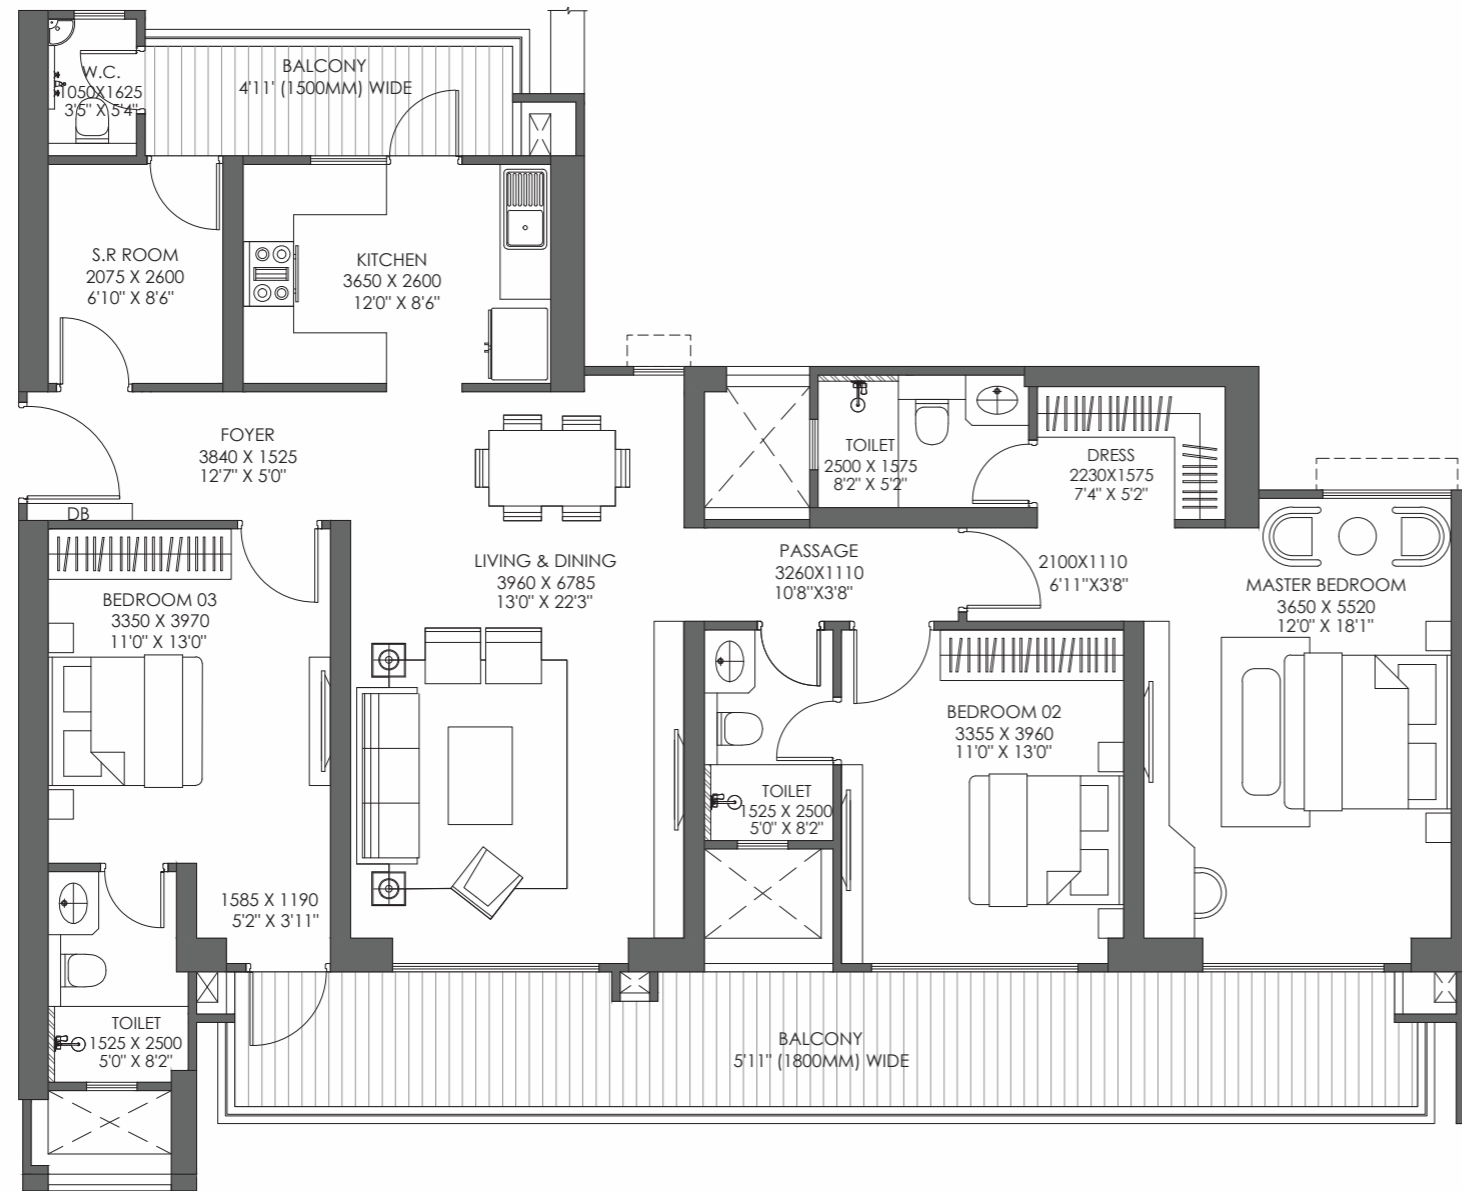 BALCONY
4'11' (1500MM) WIDE
W.C.
1050X1625
3'5" X 5'4"
S.R ROOM
2075 X 2600
6'10" X 8'6"
KITCHEN
3650 X 2600
12'0" X 8'6"
FOYER
3840 X 1525
12'7" X 5'0"
DB
TOILET
2500 X 1575
8'2" X 5'2"
DRESS
2230X1575
7'4" X 5'2"
LIVING & DINING
3960 X 6785
13'0" X 22'3"
PASSAGE
3260X1110
10'8"X3'8"
2100X1110
6'11"X3'8"
MASTER BEDROOM
3650 X 5520
12'0" X 18'1"
BEDROOM 03
3350 X 3970
11'0" X 13'0"
BEDROOM 02
3355 X 3960
11'0" X 13'0"
TOILET
1525 X 2500
5'0" X 8'2"
1585 X 1190
5'2" X 3'11"
TOILET
1525 X 2500
5'0" X 8'2"
BALCONY
5'11" (1800MM) WIDE